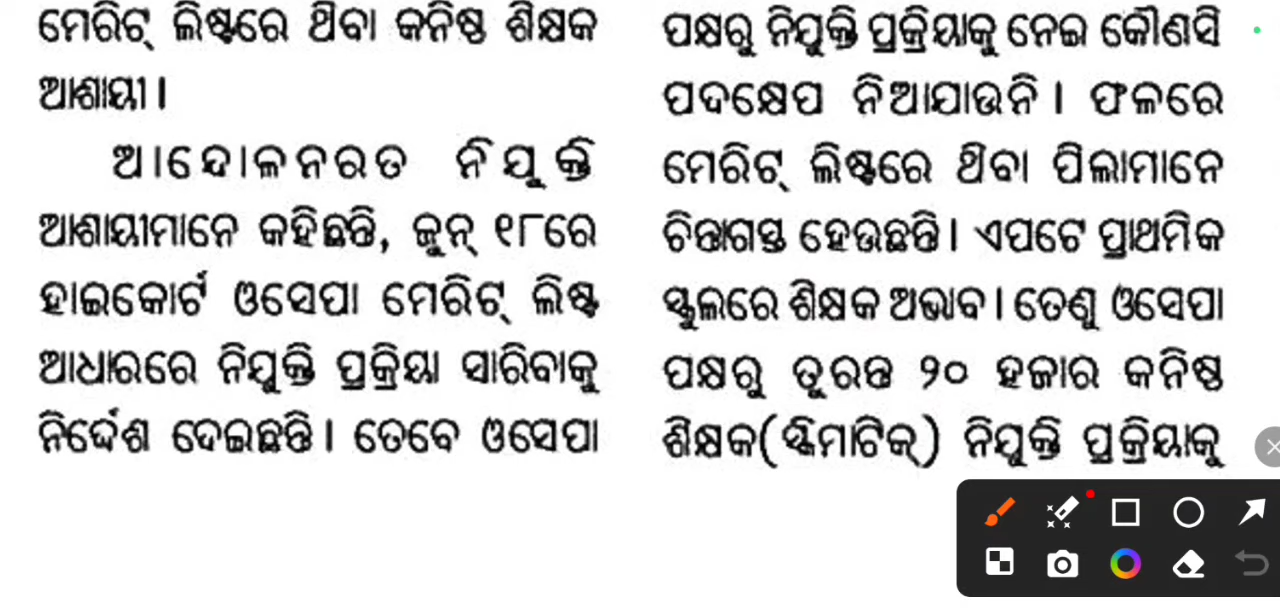 ମେରିଟ୍ ଲିଷ୍ଟରେ ଥିବା କନିଷ୍ଠ ଶିକ୍ଷକ
ଆଶାୟୀ।
ଆନ୍ଦୋଳନରତ ନିଯୁକ୍ତି
ଆଶାୟୀମାନେ କହିଛନ୍ତି, ଜୁନ୍ ୧୮ରେ
ହାଇକୋର୍ଟ ଓସେପା ମେରିଟ୍ ଲିଷ୍ଟ
ଆଧାରରେ ନିଯୁକ୍ତି ପ୍ରକ୍ରିୟା ସାରିବାକୁ
ନିର୍ଦ୍ଦେଶ ଦେଇଛନ୍ତି। ତେବେ ଓସେପା
ପକ୍ଷରୁ ନିଯୁକ୍ତି ପ୍ରକ୍ରିୟାକୁ ନେଇ କୌଣସି
ପଦକ୍ଷେପ ନିଆଯାଉନି। ଫଳରେ
ମେରିଟ୍ ଲିଷ୍ଟରେ ଥିବା ପିଲାମାନେ
ଚିନ୍ତାଗସ୍ତ ହେଉଛନ୍ତି। ଏପଟେ ପ୍ରାଥମିକ
ସ୍କୁଲରେ ଶିକ୍ଷକ ଅଭାବ। ତେଣୁ ଓସେପା
ପକ୍ଷରୁ ତୁରନ୍ତ ୨୦ ହଜାର କନିଷ୍ଠ
ଶିକ୍ଷକ(ସ୍କିମାଟିକ୍) ନିଯୁକ୍ତି ପ୍ରକ୍ରିୟାକୁ